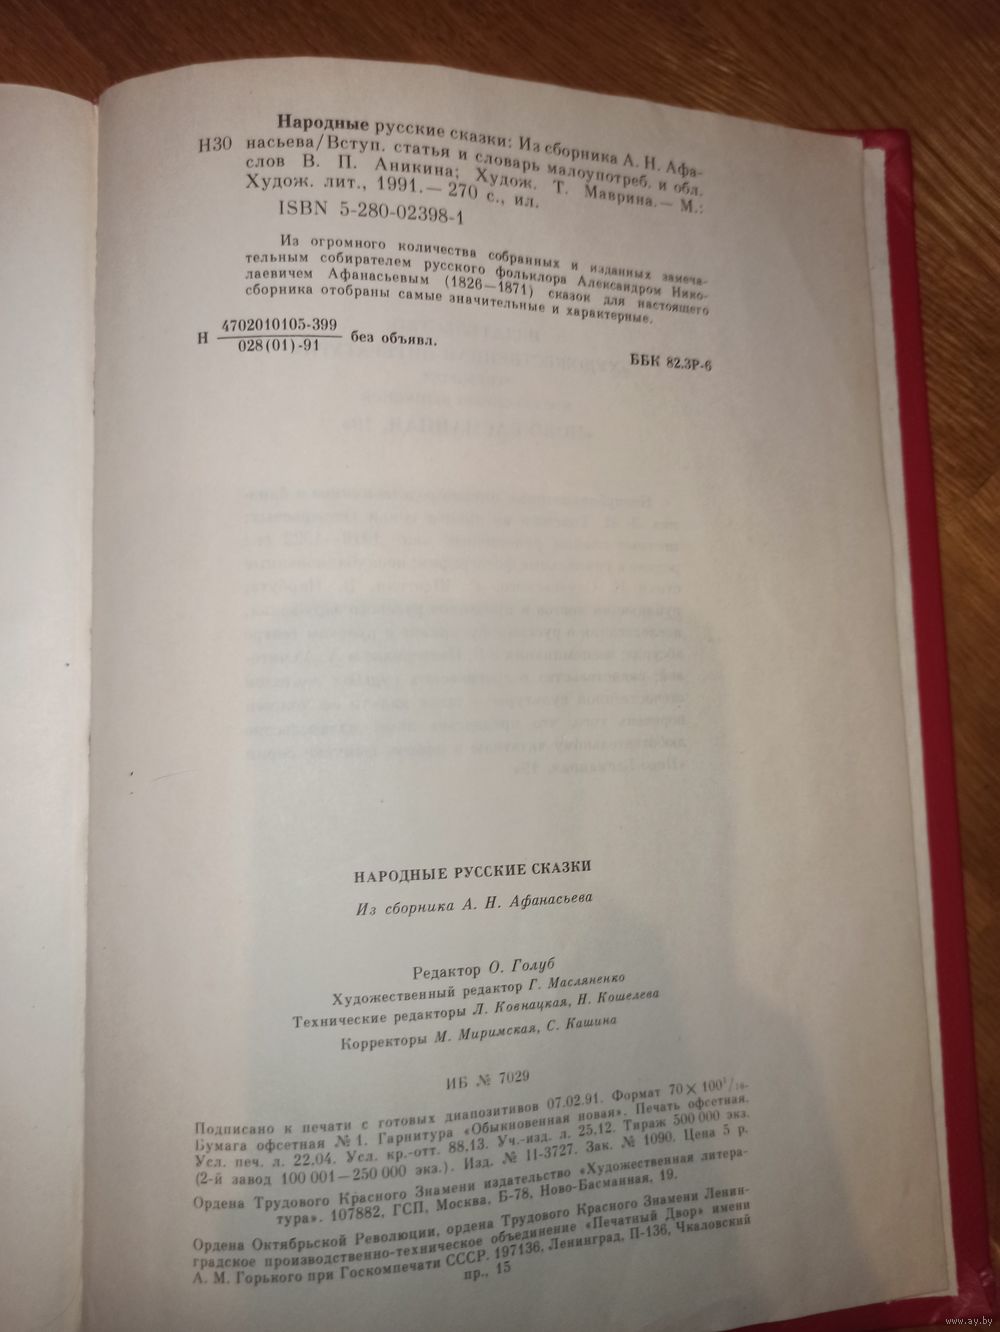 Народные русские сказки: Из сборника А. Н. Афа-
Н30 насьева/Вступ. статья и словарь малоупотреб. и обл.
слов В. П. Аникина; Худож. Т. Маврина.— М.:
Худож. лит., 1991.— 270 с., ил.
ISBN 5-280-02398-1
Из огромного количества собранных и изданных замеча-
тельным собирателем русского фольклора Александром Нико-
лаевичем Афанасьевым (1826—1871) сказок для настоящего
сборника отобраны самые значительные и характерные.
Н 4702010105-399 без объявл.
028(01)-91
ББК 82.3Р-6
НАРОДНЫЕ РУССКИЕ СКАЗКИ
Из сборника А. Н. Афанасьева
Редактор О. Голуб
Художественный редактор Г. Масляненко
Технические редакторы Л. Ковнацкая, Н. Кошелева
Корректоры М. Миримская, С. Кашина
ИБ № 7029
Подписано к печати с готовых диапозитивов 07.02.91. Формат 70×100¹/₁₆.
Бумага офсетная №1. Гарнитура «Обыкновенная новая». Печать офсетная.
Усл. печ. л. 22.04. Усл. кр.-отт. 88.13. Уч.-изд. л. 25.12. Тираж 500 000 экз.
(2-й завод 100 001—250 000 экз.). Изд. № II-3727. Зак. № 1090. Цена 5 р.
Ордена Трудового Красного Знамени издательство «Художественная литера-
тура». 107882, ГСП, Москва, Б-78, Ново-Басманная, 19.
Ордена Октябрьской Революции, ордена Трудового Красного Знамени Ленин-
градское производственно-техническое объединение «Печатный Двор» имени
А. М. Горького при Госкомпечати СССР. 197136, Ленинград, П-136, Чкаловский
пр., 15
www.ay.by